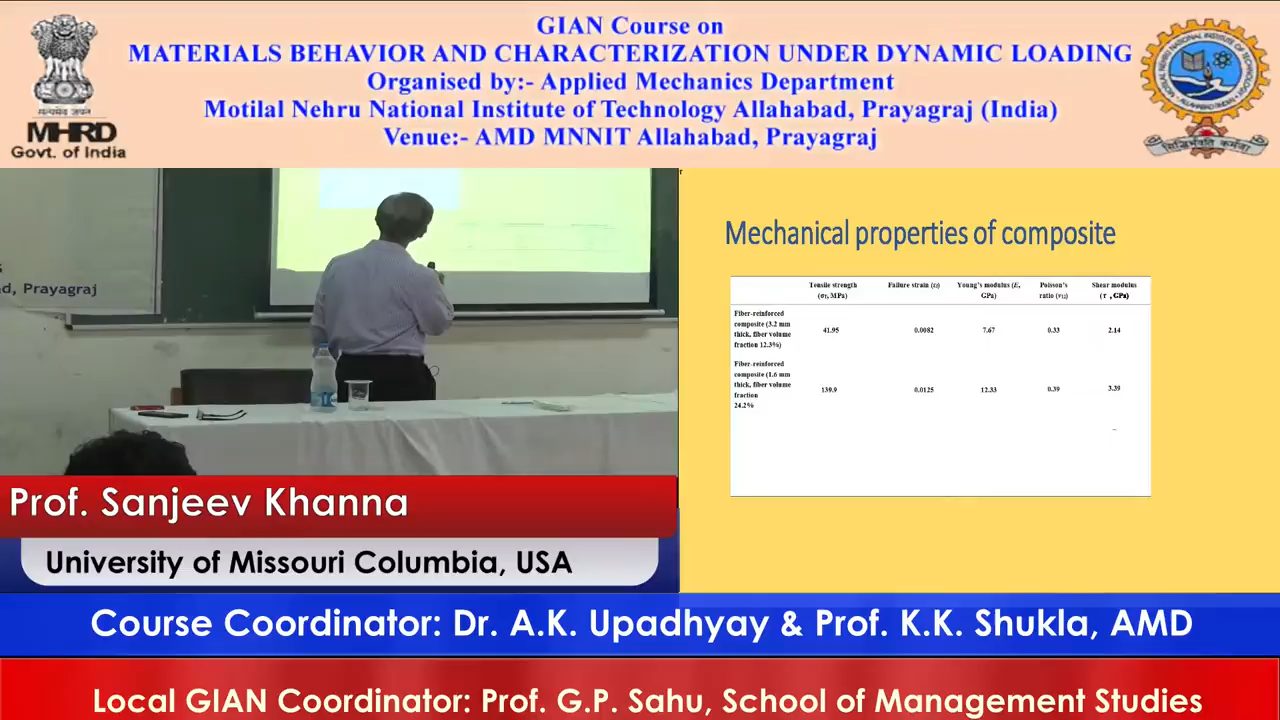 GIAN Course on
MATERIALS BEHAVIOR AND CHARACTERIZATION UNDER DYNAMIC LOADING
Organised by:- Applied Mechanics Department
Motilal Nehru National Institute of Technology Allahabad, Prayagraj (India)
Venue:- AMD MNNIT Allahabad, Prayagraj
सत्यमेव जयते
MHRD
Govt. of India
d, Prayagraj
Mechanical properties of composite
Tensile strength (σf, MPa) Failure strain (εf) Young's modulus (E, GPa) Poisson's ratio (ν12) Shear modulus (τ , GPa)
Fiber-reinforced
composite (3.2 mm
thick, fiber volume
fraction 12.3%)
41.95 0.0082 7.67 0.33 2.14
Fiber-reinforced
composite (1.6 mm
thick, fiber volume
fraction
24.2%
139.9 0.0125 12.33 0.39 3.39
Prof. Sanjeev Khanna
University of Missouri Columbia, USA
Course Coordinator: Dr. A.K. Upadhyay & Prof. K.K. Shukla, AMD
Local GIAN Coordinator: Prof. G.P. Sahu, School of Management Studies